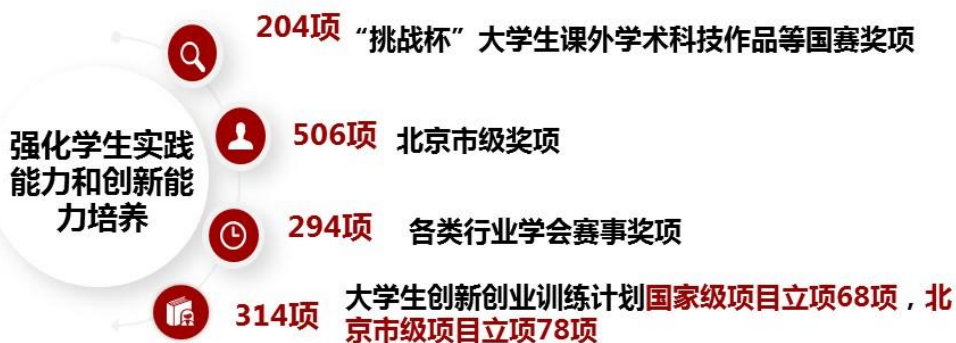 204项 “挑战杯”大学生课外学术科技作品等国赛奖项
强化学生实践
能力和创新能
力培养
506项 北京市级奖项
294项 各类行业学会赛事奖项
314项 大学生创新创业训练计划国家级项目立项68项，北
京市级项目立项78项